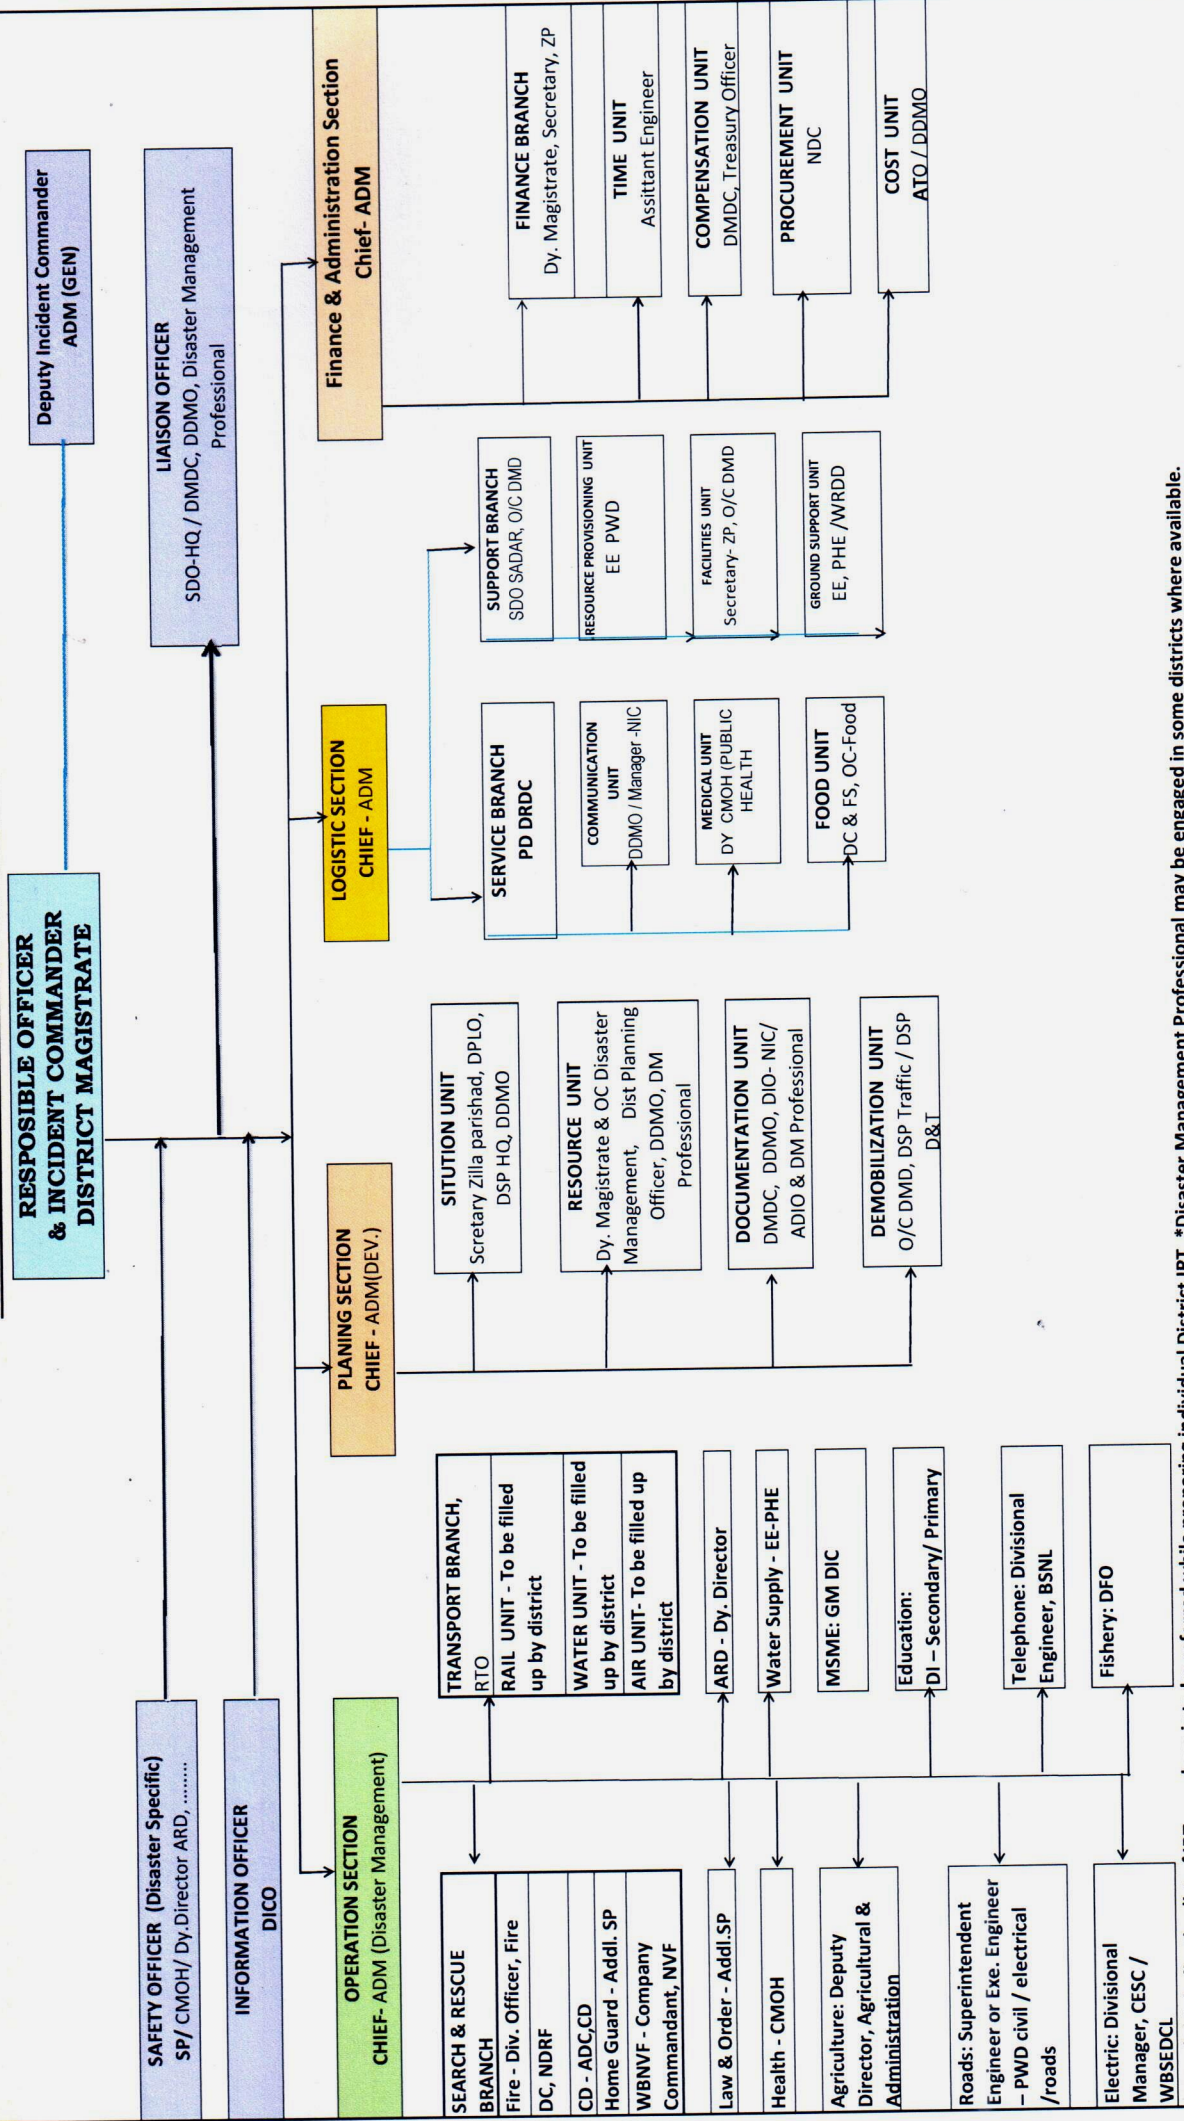 RESPOSIBLE OFFICER
& INCIDENT COMMANDER
DISTRICT MAGISTRATE
Deputy Incident Commander
ADM (GEN)
SAFETY OFFICER (Disaster Specific)
SP/ CMOH/ Dy.Director ARD, ........
LIAISON OFFICER
SDO-HQ / DMDC, DDMO, Disaster Management
Professional
INFORMATION OFFICER
DICO
OPERATION SECTION
CHIEF- ADM (Disaster Management)
PLANING SECTION
CHIEF - ADM(DEV.)
LOGISTIC SECTION
CHIEF - ADM
Finance & Administration Section
Chief- ADM
SEARCH & RESCUE
BRANCH
Fire - Div. Officer, Fire
DC, NDRF
CD - ADC,CD
Home Guard - Addl. SP
WBNVF - Company
Commandant, NVF
Law & Order - Addl.SP
Health - CMOH
Agriculture: Deputy
Director, Agricultural &
Administration
Roads: Superintendent
Engineer or Exe. Engineer
– PWD civil / electrical
/roads
Electric: Divisional
Manager, CESC /
WBSEDCL
TRANSPORT BRANCH,
RTO
RAIL UNIT - To be filled
up by district
WATER UNIT - To be filled
up by district
AIR UNIT- To be filled up
by district
ARD - Dy. Director
Water Supply - EE-PHE
MSME: GM DIC
Education:
DI – Secondary/ Primary
Telephone: Divisional
Engineer, BSNL
Fishery: DFO
SITUTION UNIT
Scretary Zilla parishad, DPLO,
DSP HQ, DDMO
RESOURCE UNIT
Dy. Magistrate & OC Disaster
Management, Dist Planning
Officer, DDMO, DM
Professional
DOCUMENTATION UNIT
DMDC, DDMO, DIO- NIC/
ADIO & DM Professional
DEMOBILIZATION UNIT
O/C DMD, DSP Traffic / DSP
D&T
SERVICE BRANCH
PD DRDC
COMMUNICATION
UNIT
DDMO / Manager -NIC
MEDICAL UNIT
DY CMOH (PUBLIC
HEALTH
FOOD UNIT
DC & FS, OC-Food
SUPPORT BRANCH
SDO SADAR, O/C DMD
RESOURCE PROVISIONING UNIT
EE PWD
FACILITIES UNIT
Secretary- ZP, O/C DMD
GROUND SUPPORT UNIT
EE, PHE /WRDD
FINANCE BRANCH
Dy. Magistrate, Secretary, ZP
TIME UNIT
Assittant Engineer
COMPENSATION UNIT
DMDC, Treasury Officer
PROCUREMENT UNIT
NDC
COST UNIT
ATO / DDMO
individual District IRT. *Disaster Management Professional may be engaged in some districts where available.